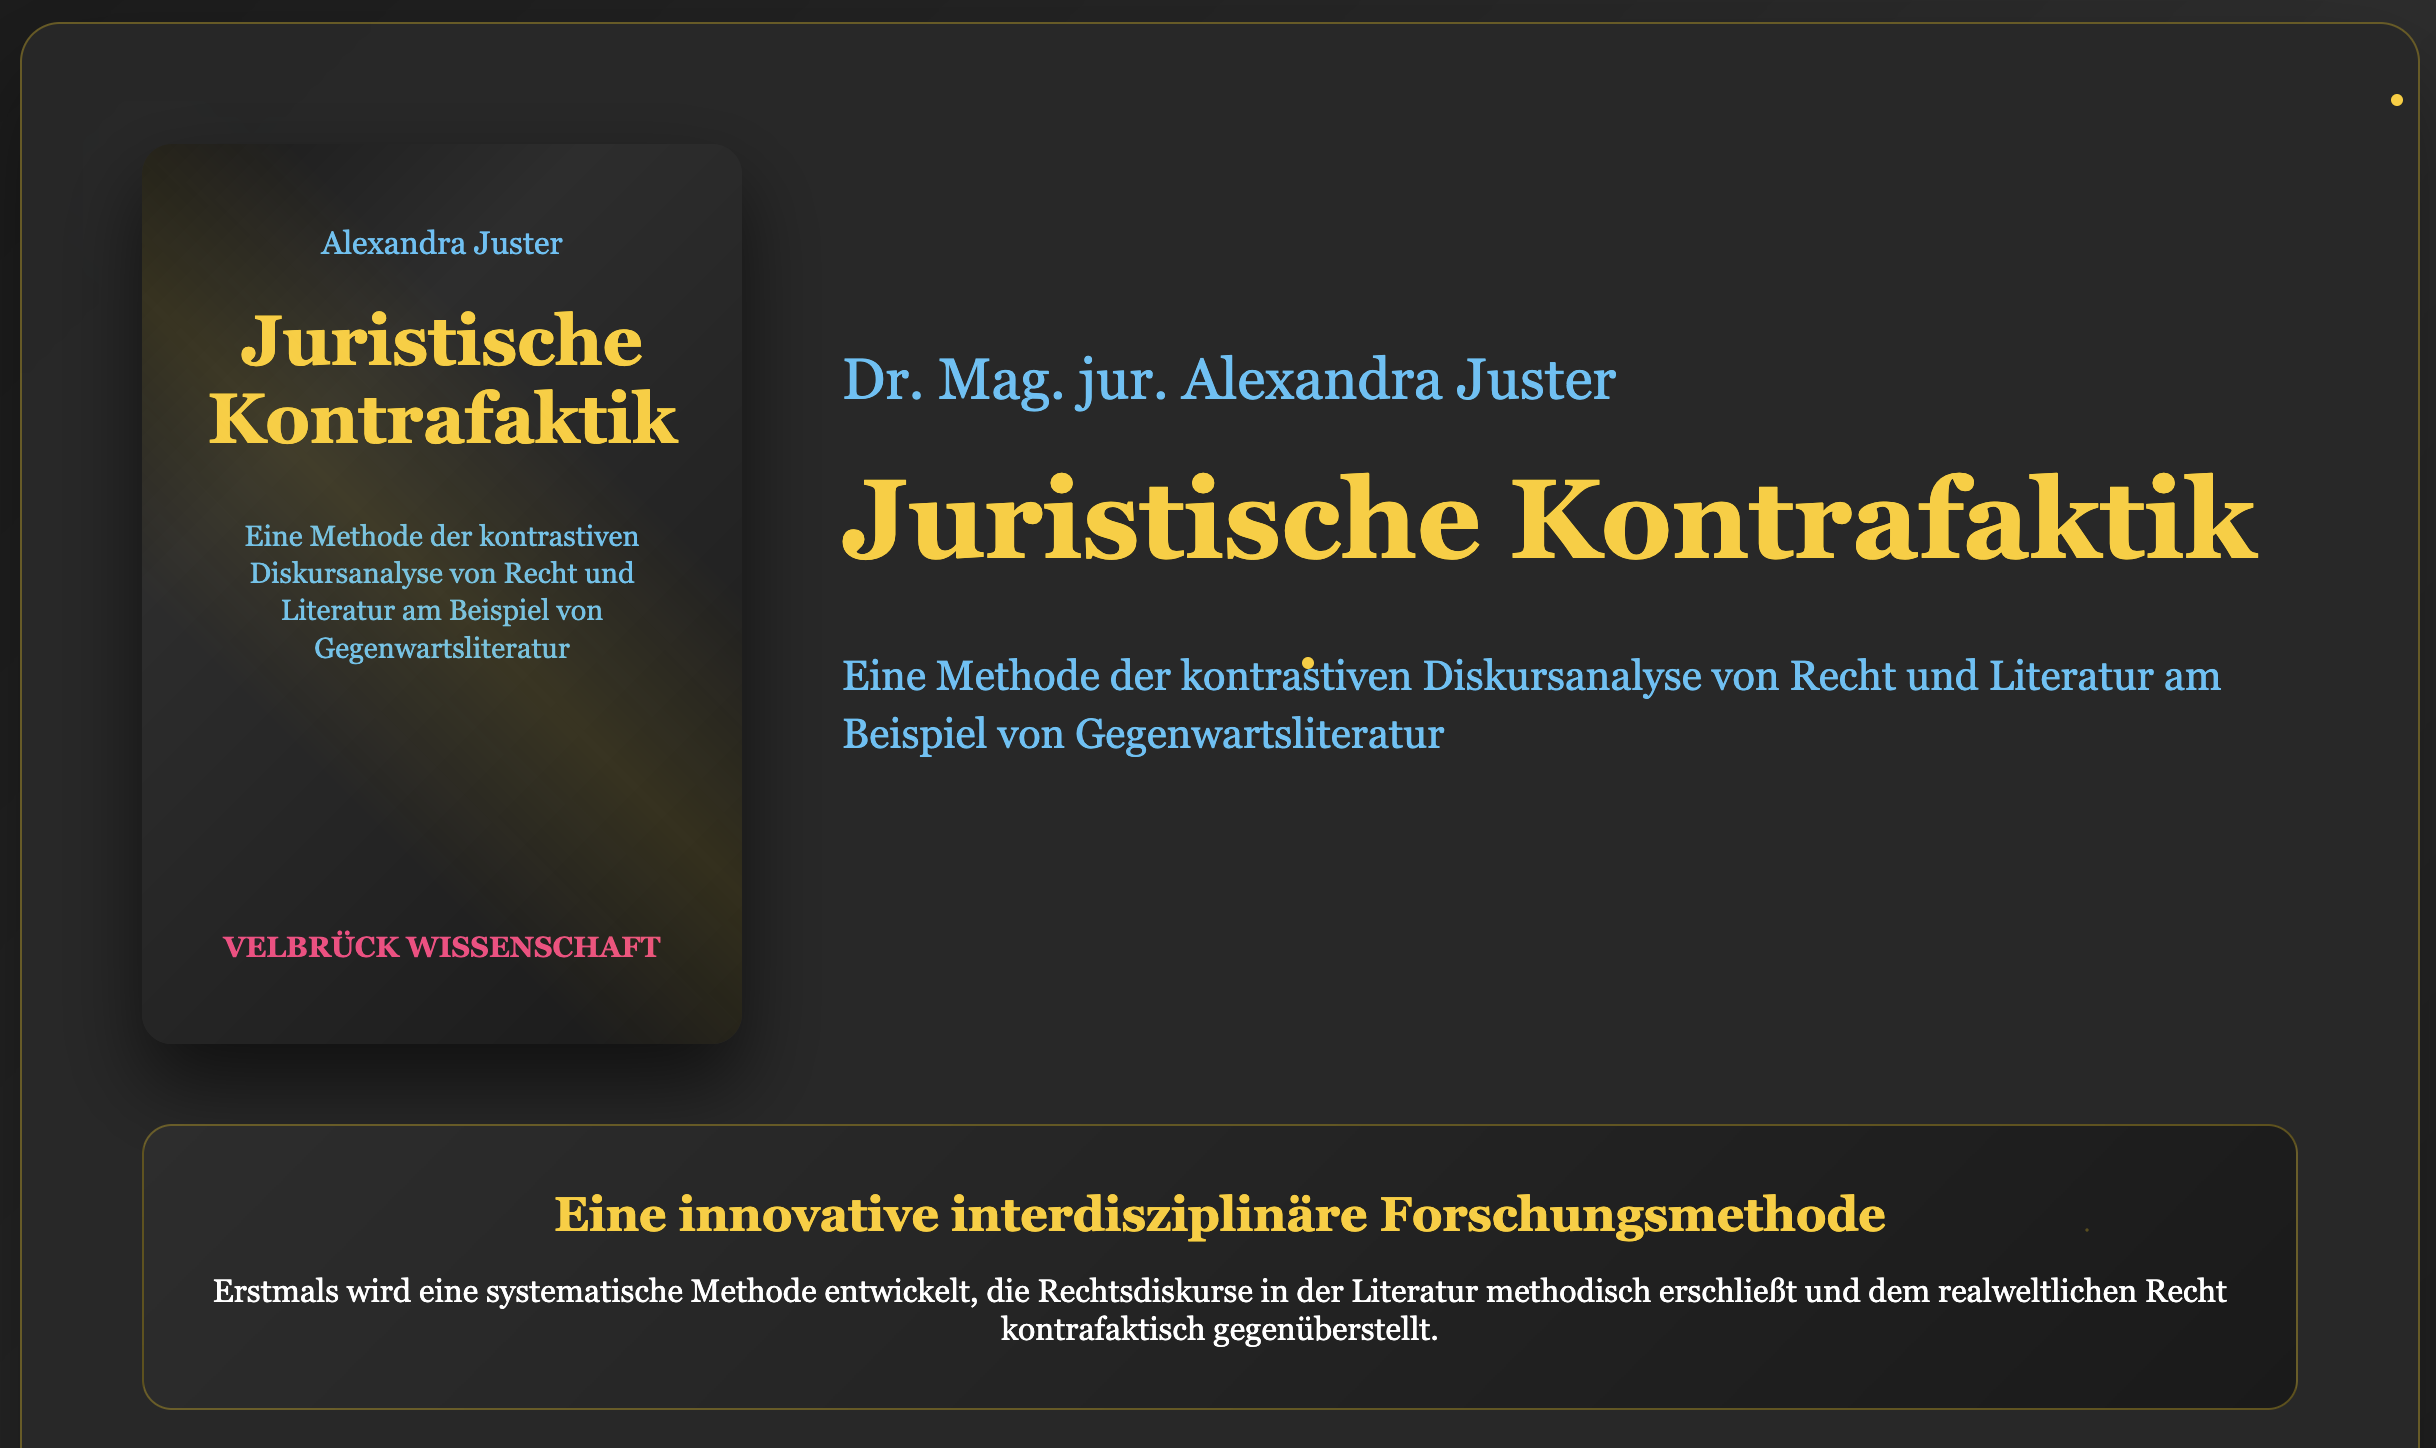 Alexandra Juster
Juristische
Kontrafaktik
Eine Methode der kontrastiven
Diskursanalyse von Recht und
Literatur am Beispiel von
Gegenwartsliteratur
VELBRÜCK WISSENSCHAFT
Dr. Mag. jur. Alexandra Juster
Juristische Kontrafaktik
Eine Methode der kontrastiven Diskursanalyse von Recht und Literatur am
Beispiel von Gegenwartsliteratur
Eine innovative interdisziplinäre Forschungsmethode
Erstmals wird eine systematische Methode entwickelt, die Rechtsdiskurse in der Literatur methodisch erschließt und dem realweltlichen Recht
kontrafaktisch gegenüberstellt.